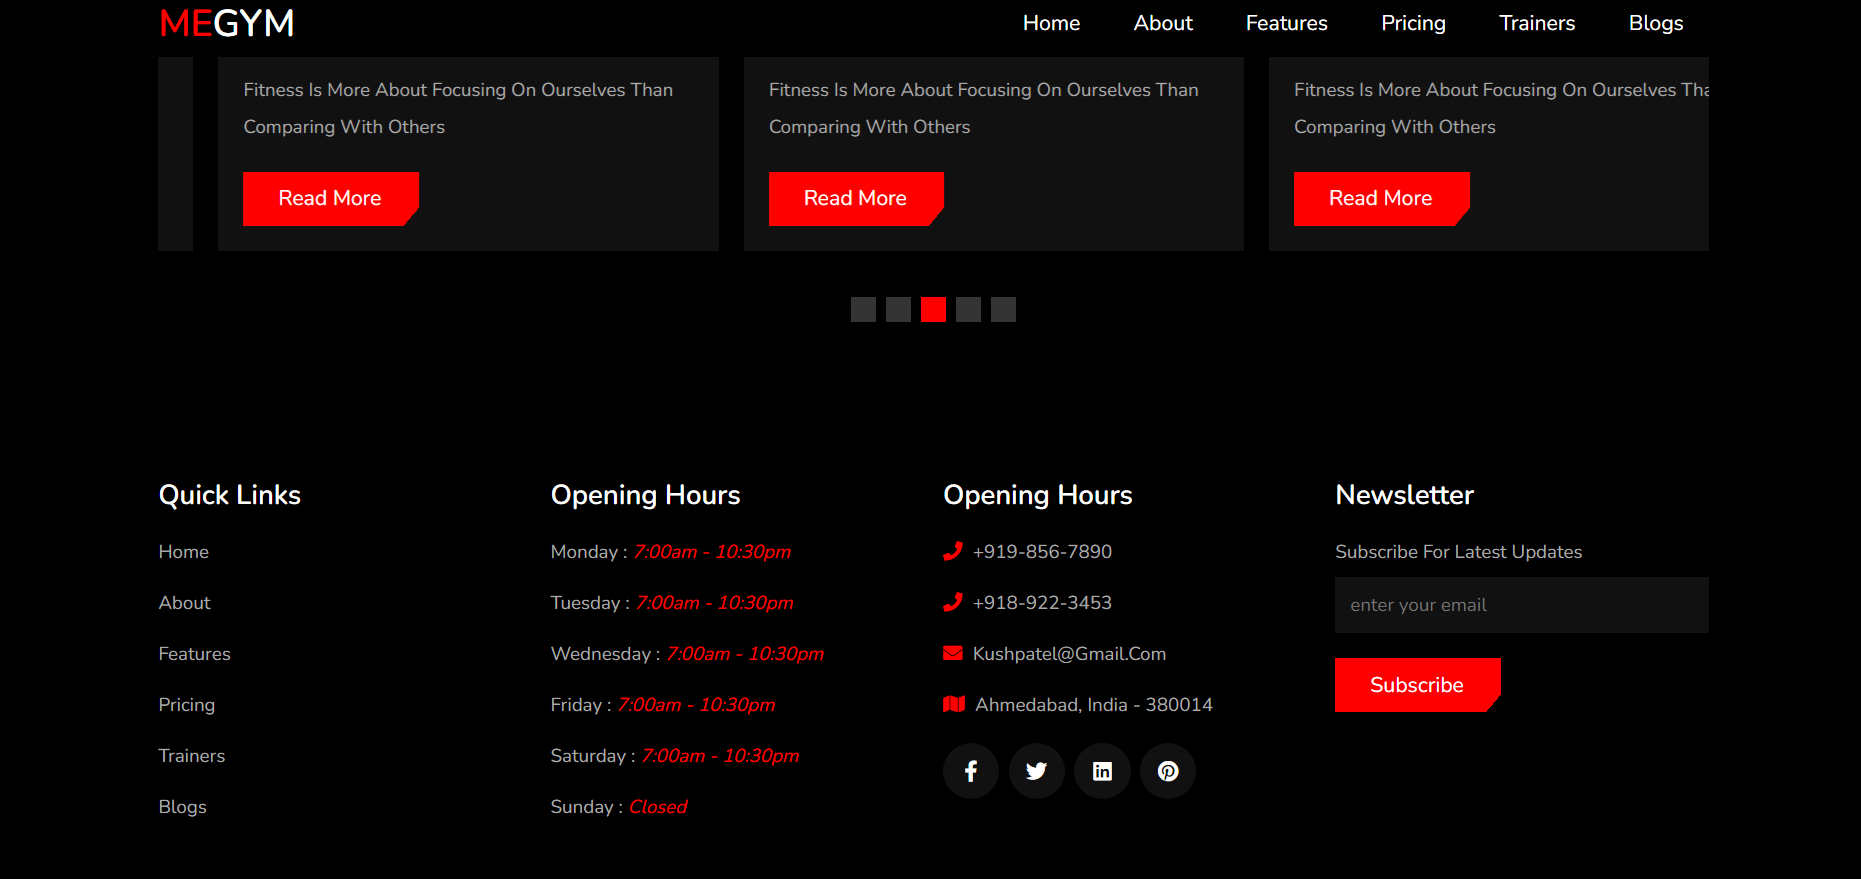 MEGYM
Home About Features Pricing Trainers Blogs
Fitness Is More About Focusing On Ourselves Than
Comparing With Others
Read More
Fitness Is More About Focusing On Ourselves Than
Comparing With Others
Read More
Fitness Is More About Focusing On Ourselves Tha
Comparing With Others
Read More
Quick Links
Home
About
Features
Pricing
Trainers
Blogs
Opening Hours
Monday : 7:00am - 10:30pm
Tuesday : 7:00am - 10:30pm
Wednesday : 7:00am - 10:30pm
Friday : 7:00am - 10:30pm
Saturday : 7:00am - 10:30pm
Sunday : Closed
Opening Hours
+919-856-7890
+918-922-3453
Kushpatel@Gmail.Com
Ahmedabad, India - 380014
Newsletter
Subscribe For Latest Updates
enter your email
Subscribe